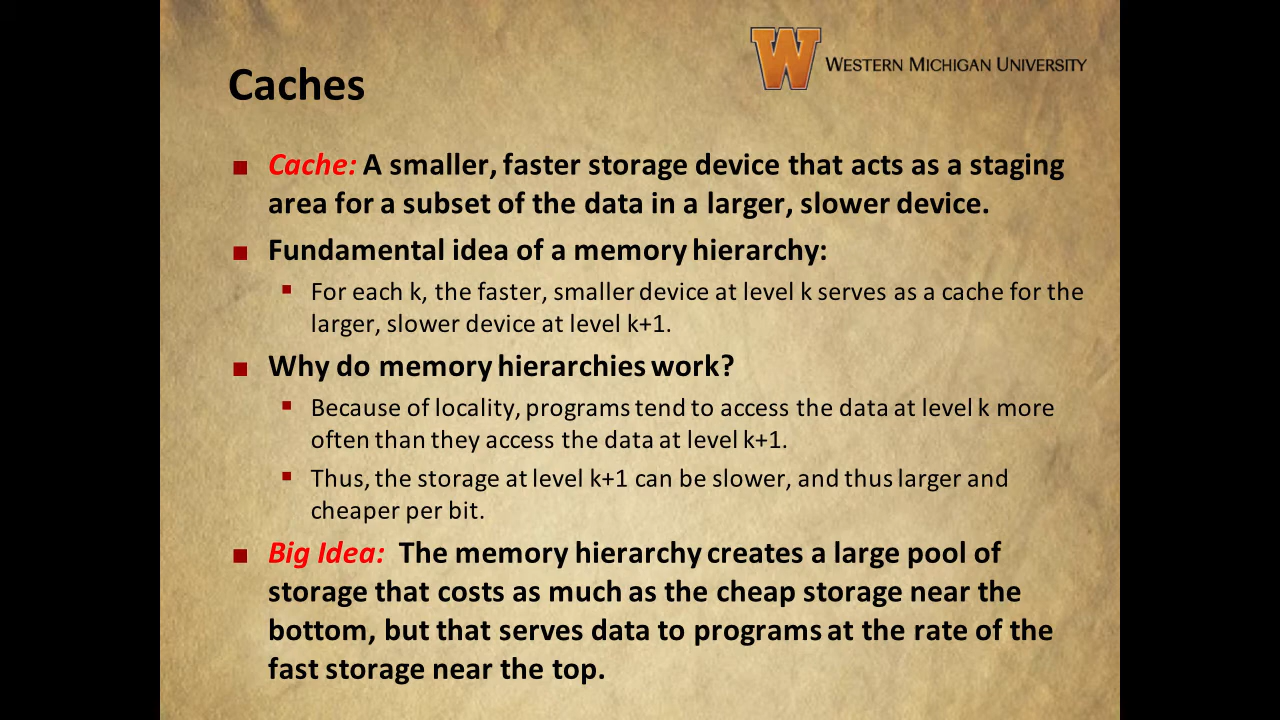 WESTERN MICHIGAN UNIVERSITY
Caches
Cache: A smaller, faster storage device that acts as a staging
area for a subset of the data in a larger, slower device.
Fundamental idea of a memory hierarchy:
For each k, the faster, smaller device at level k serves as a cache for the
larger, slower device at level k+1.
Why do memory hierarchies work?
Because of locality, programs tend to access the data at level k more
often than they access the data at level k+1.
Thus, the storage at level k+1 can be slower, and thus larger and
cheaper per bit.
Big Idea: The memory hierarchy creates a large pool of
storage that costs as much as the cheap storage near the
bottom, but that serves data to programs at the rate of the
fast storage near the top.